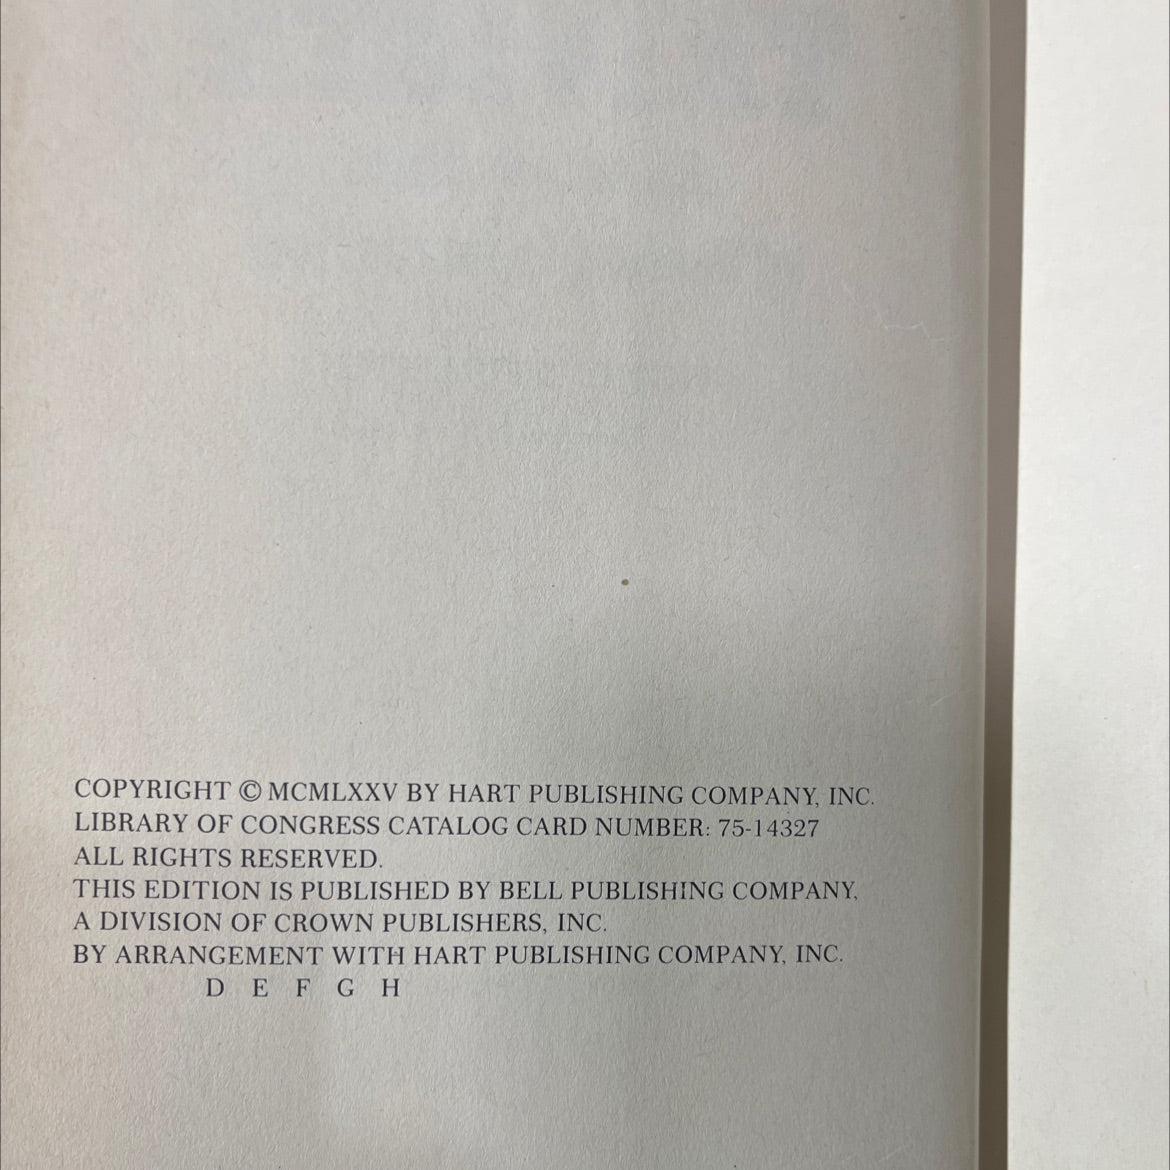 COPYRIGHT © MCMLXXV BY HART PUBLISHING COMPANY, INC.
LIBRARY OF CONGRESS CATALOG CARD NUMBER: 75-14327
ALL RIGHTS RESERVED.
THIS EDITION IS PUBLISHED BY BELL PUBLISHING COMPANY,
A DIVISION OF CROWN PUBLISHERS, INC.
BY ARRANGEMENT WITH HART PUBLISHING COMPANY, INC.
D E F G H